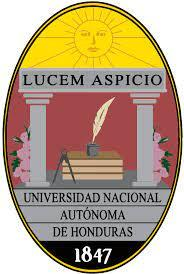 LUCEM ASPICIO
UNIVERSIDAD NACIONAL
AUTÓNOMA
DE HONDURAS
1847